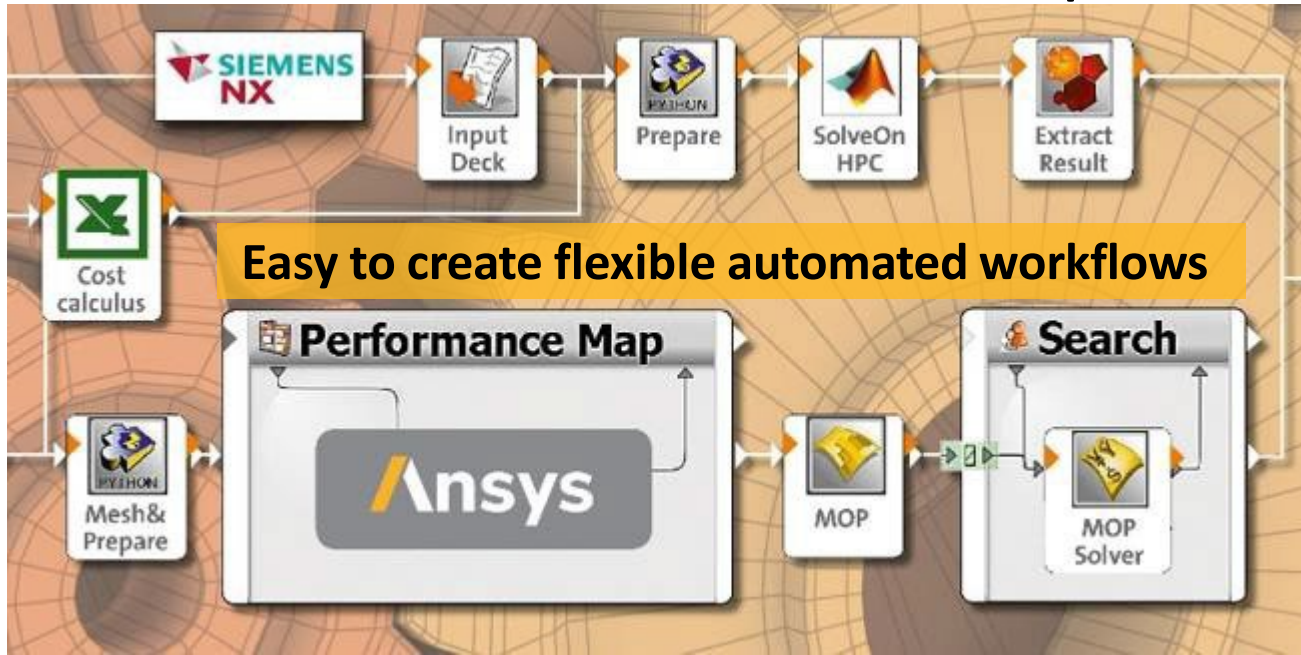 SIEMENS
NX
Input
Deck
PYTHON
Prepare
SolveOn
HPC
Extract
Result
Cost
calculus
Easy to create flexible automated workflows
Performance Map
Search
Ansys
PYTHON
Mesh&
Prepare
MOP
MOP
Solver